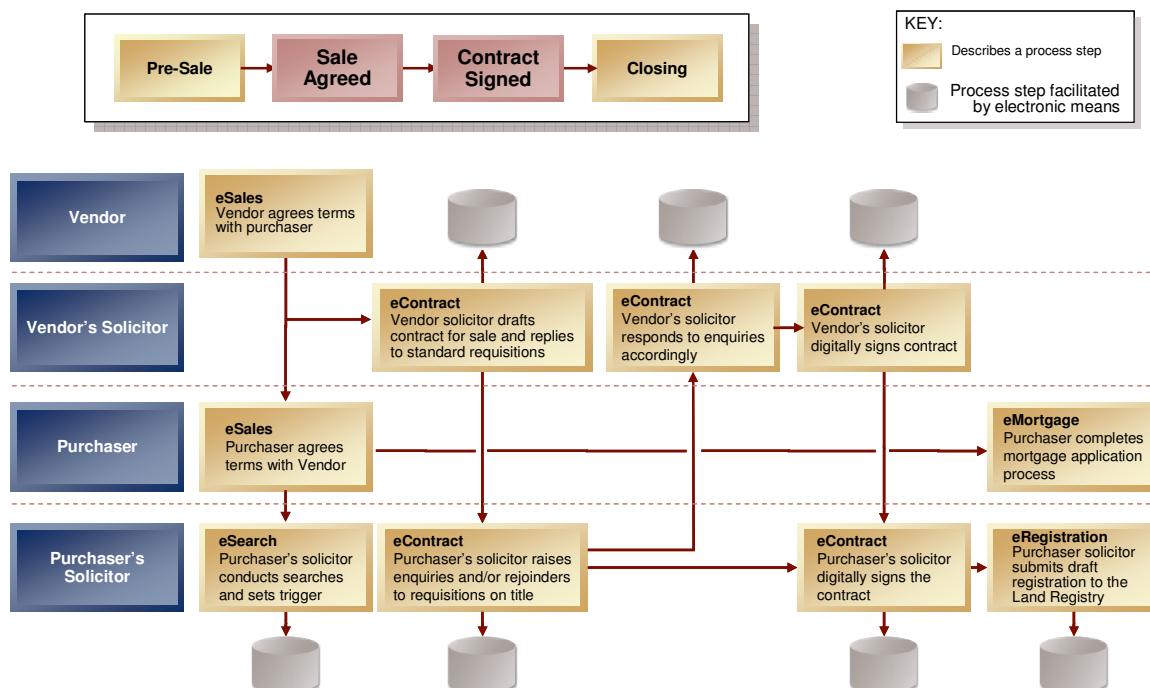 Pre-Sale
Sale
Agreed
Contract
Signed
Closing
KEY:
Describes a process step
Process step facilitated
by electronic means
Vendor
eSales
Vendor agrees terms
with purchaser
Vendor's Solicitor
eContract
Vendor solicitor drafts
contract for sale and replies
to standard requisitions
eContract
Vendor's solicitor
responds to enquiries
accordingly
eContract
Vendor's solicitor
digitally signs contract
Purchaser
eSales
Purchaser agrees
terms with Vendor
eMortgage
Purchaser completes
mortgage application
process
Purchaser's
Solicitor
eSearch
Purchaser's solicitor
conducts searches
and sets trigger
eContract
Purchaser's solicitor raises
enquiries and/or rejoinders
to requisitions on title
eContract
Purchaser's solicitor
digitally signs the
contract
eRegistration
Purchaser solicitor
submits draft
registration to the
Land Registry